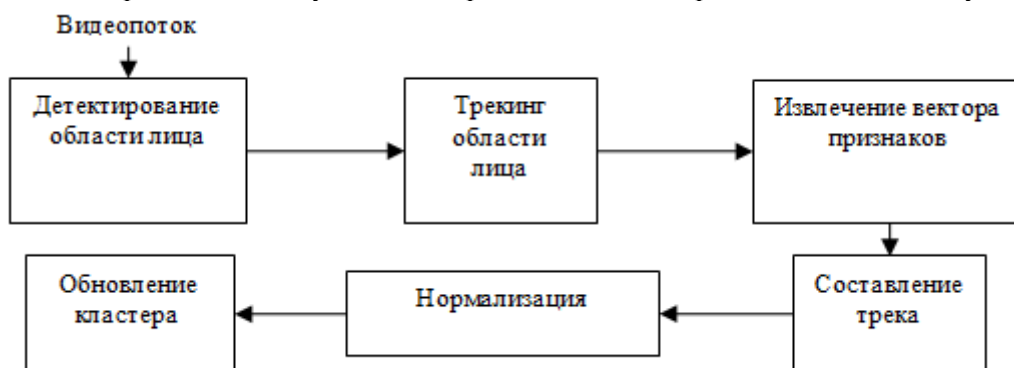 Видеопоток
Детектирование
области лица
Трекинг
области
лица
Извлечение вектора
признаков
Составление
трека
Нормализация
Обновление
кластера